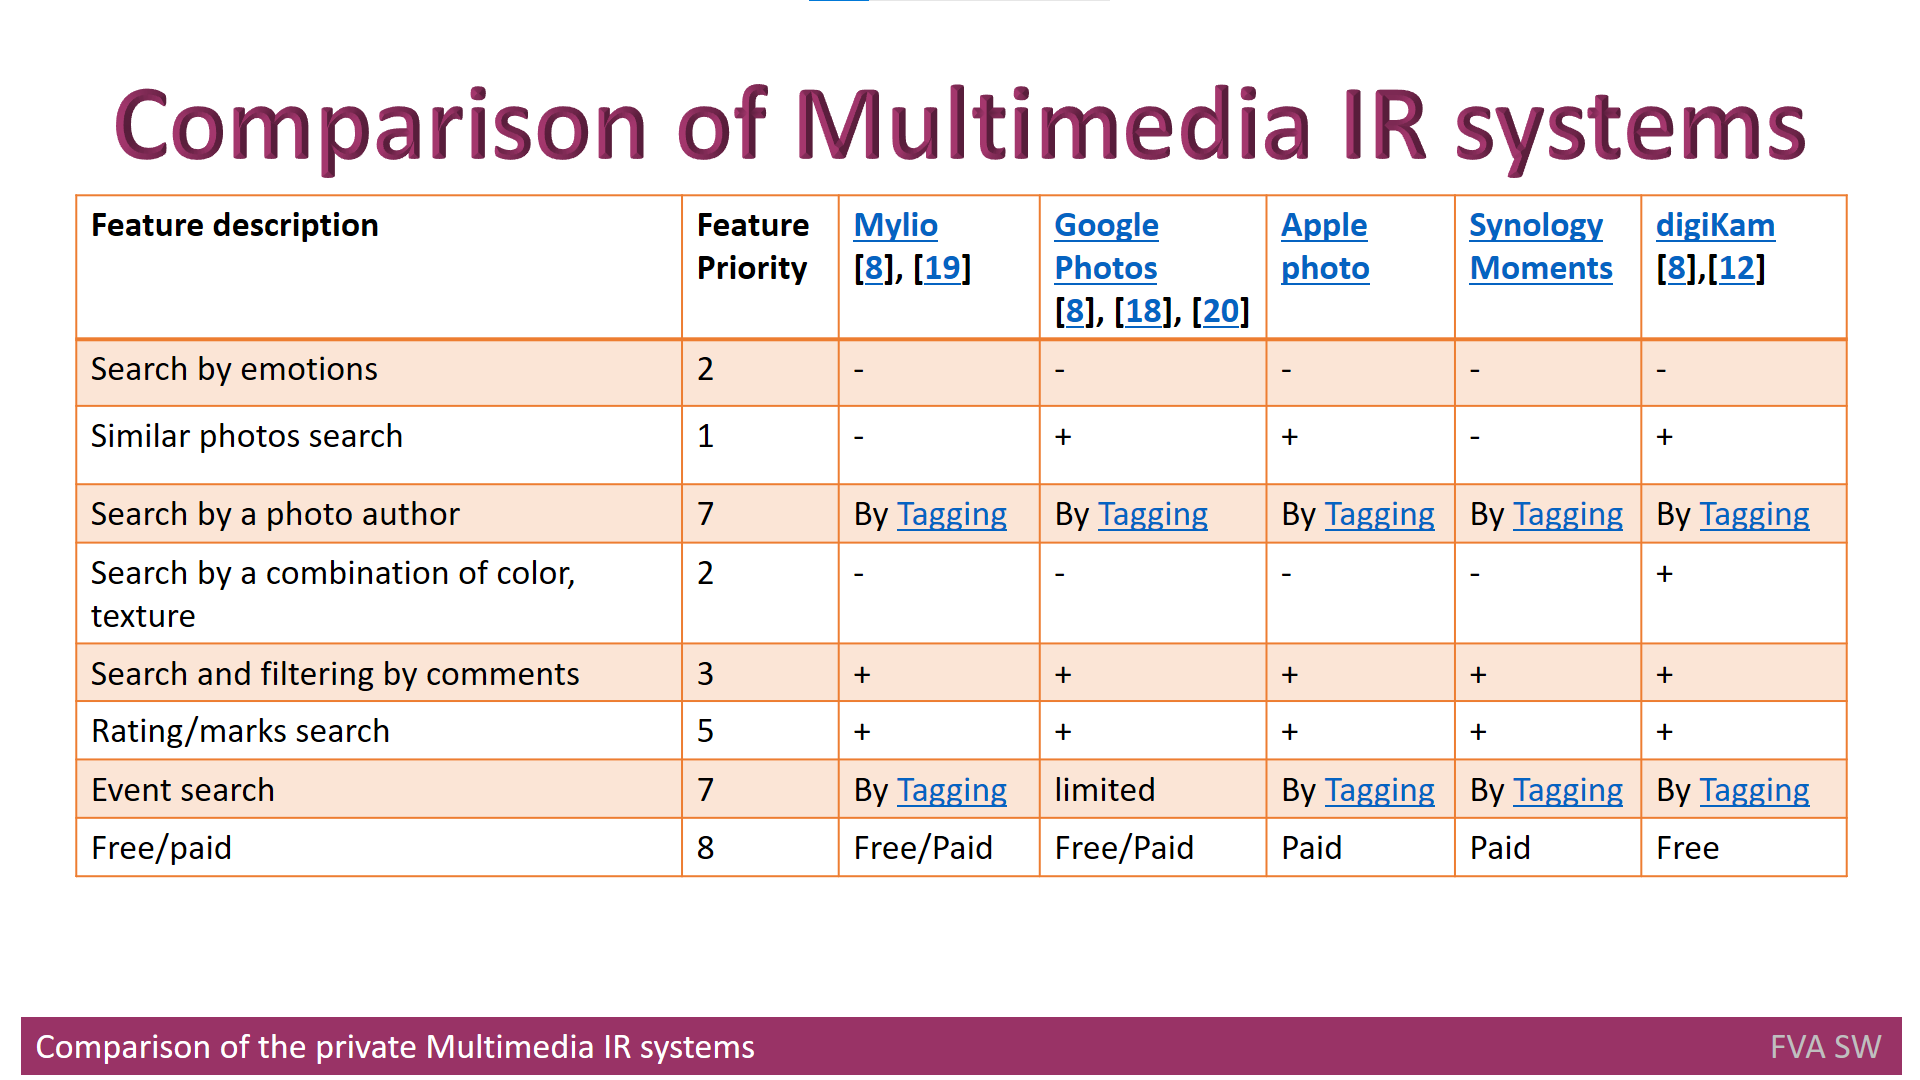 Comparison of Multimedia IR systems
Feature description
Feature
Priority
Mylio
[8], [19]
Google
Photos
[8], [18], [20]
Apple
photo
Synology
Moments
digiKam
[8],[12]
Search by emotions 2 - - - - -
Similar photos search 1 - + + - +
Search by a photo author 7 By Tagging By Tagging By Tagging By Tagging By Tagging
Search by a combination of color,
texture
2 - - - - +
Search and filtering by comments 3 + + + + +
Rating/marks search 5 + + + + +
Event search 7 By Tagging limited By Tagging By Tagging By Tagging
Free/paid 8 Free/Paid Free/Paid Paid Paid Free
Comparison of the private Multimedia IR systems
FVA SW